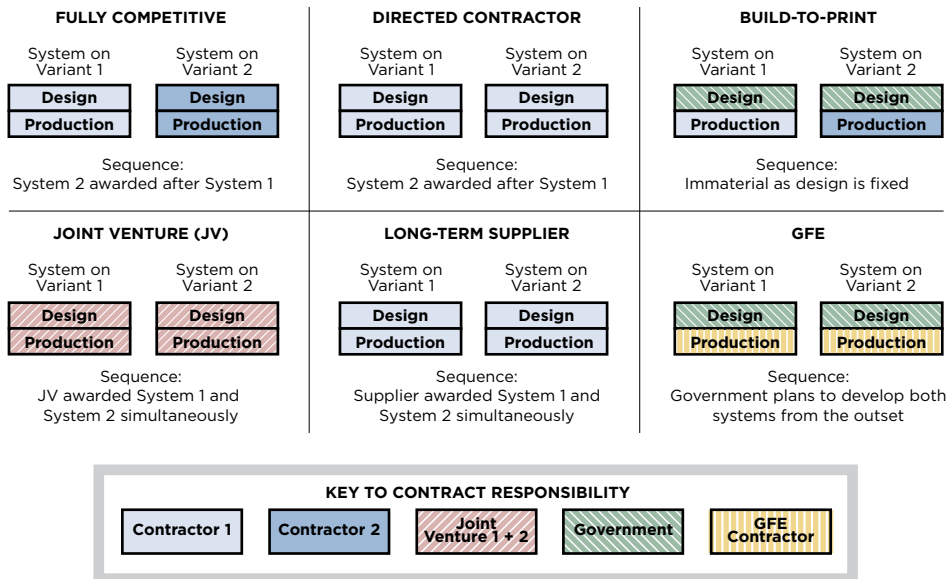 FULLY COMPETITIVE
System on
Variant 1
System on
Variant 2
Design
Production
Design
Production
Sequence:
System 2 awarded after System 1
DIRECTED CONTRACTOR
System on
Variant 1
System on
Variant 2
Design
Production
Design
Production
Sequence:
System 2 awarded after System 1
BUILD-TO-PRINT
System on
Variant 1
System on
Variant 2
Design
Production
Design
Production
Sequence:
Immaterial as design is fixed
JOINT VENTURE (JV)
System on
Variant 1
System on
Variant 2
Design
Production
Design
Production
Sequence:
JV awarded System 1 and
System 2 simultaneously
LONG-TERM SUPPLIER
System on
Variant 1
System on
Variant 2
Design
Production
Design
Production
Sequence:
Supplier awarded System 1 and
System 2 simultaneously
GFE
System on
Variant 1
System on
Variant 2
Design
Production
Design
Production
Sequence:
Government plans to develop both
systems from the outset
KEY TO CONTRACT RESPONSIBILITY
Contractor 1
Contractor 2
Joint
Venture 1 + 2
Government
GFE
Contractor